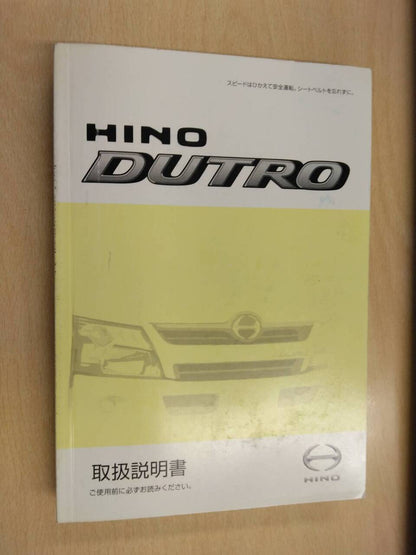 スピードはひかえて安全運転。シートベルトを忘れずに。
HINO
DUTRO
取扱説明書
ご使用前に必ずお読みください。
HINO